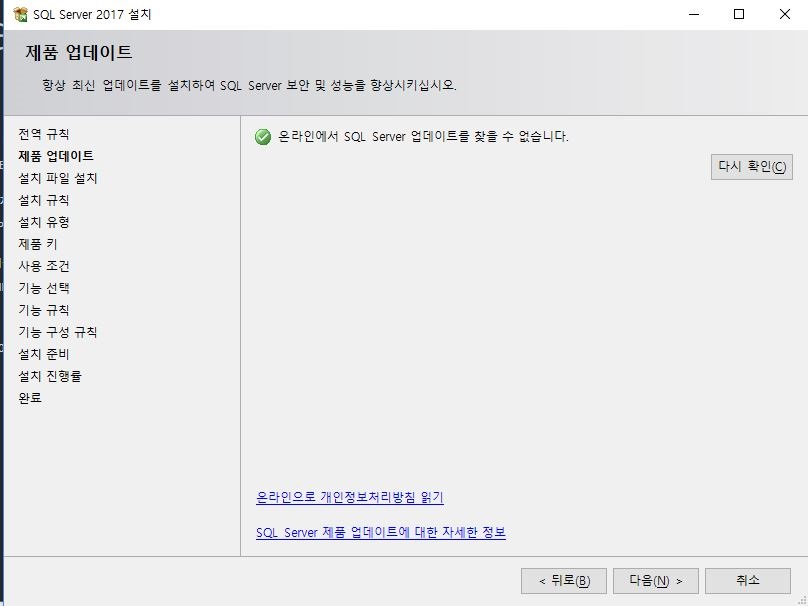 SQL Server 2017 설치
제품 업데이트
항상 최신 업데이트를 설치하여 SQL Server 보안 및 성능을 향상시키십시오.
전역 규칙
제품 업데이트
설치 파일 설치
설치 규칙
설치 유형
제품 키
사용 조건
기능 선택
기능 규칙
기능 구성 규칙
설치 준비
설치 진행률
완료
온라인에서 SQL Server 업데이트를 찾을 수 없습니다.
다시 확인(C)
온라인으로 개인정보처리방침 읽기
SQL Server 제품 업데이트에 대한 자세한 정보
< 뒤로(B)
다음(N) >
취소